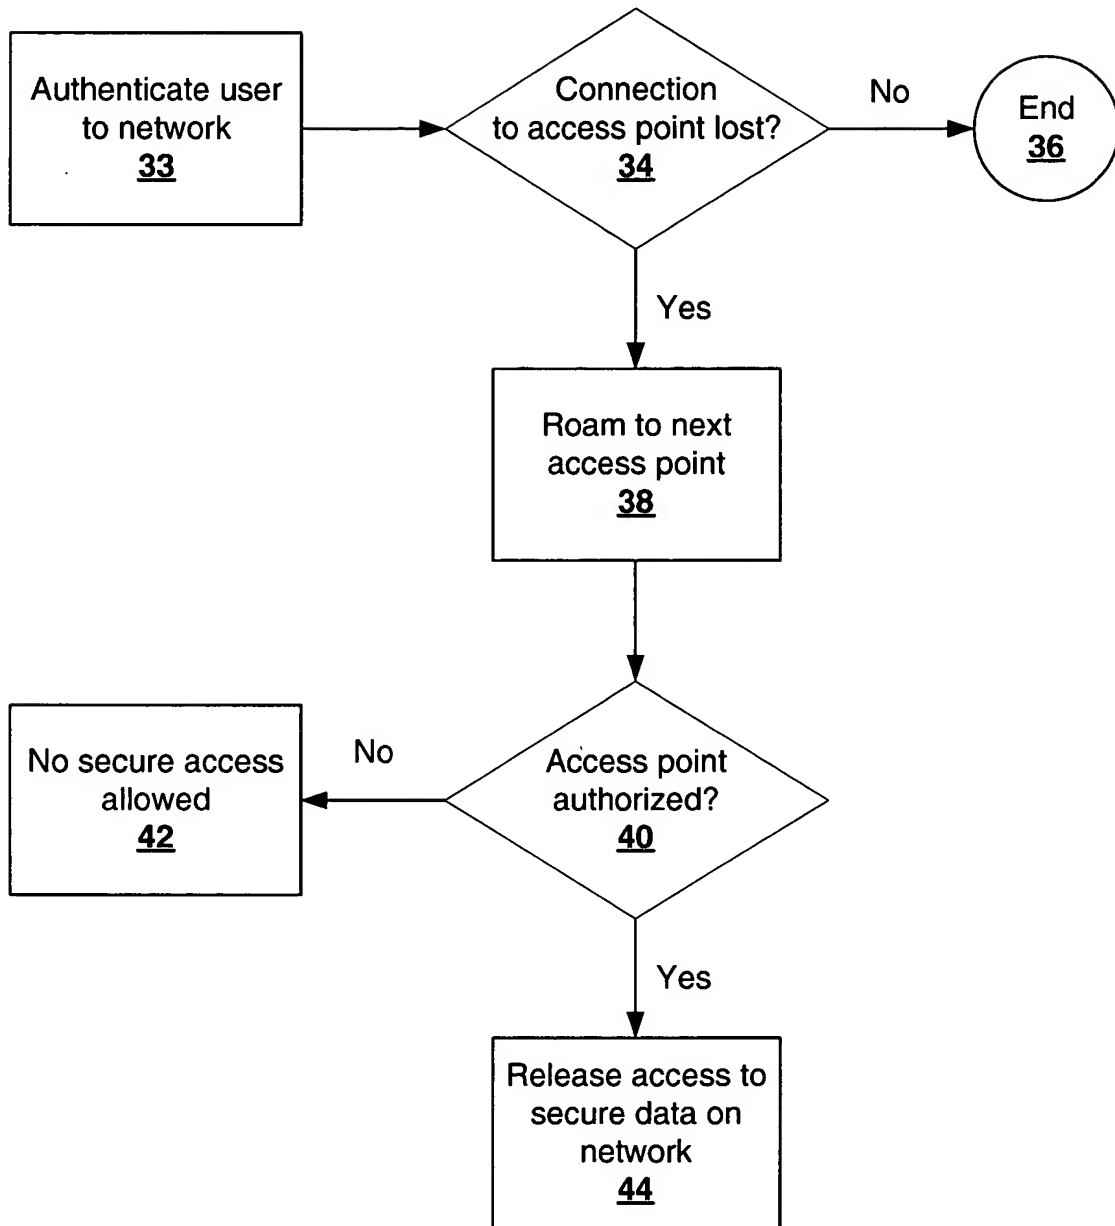 Authenticate user
to network
33
Connection
to access point lost?
34
No
End
36
Yes
Roam to next
access point
38
Access point
authorized?
40
No
No secure access
allowed
42
Yes
Release access to
secure data on
network
44